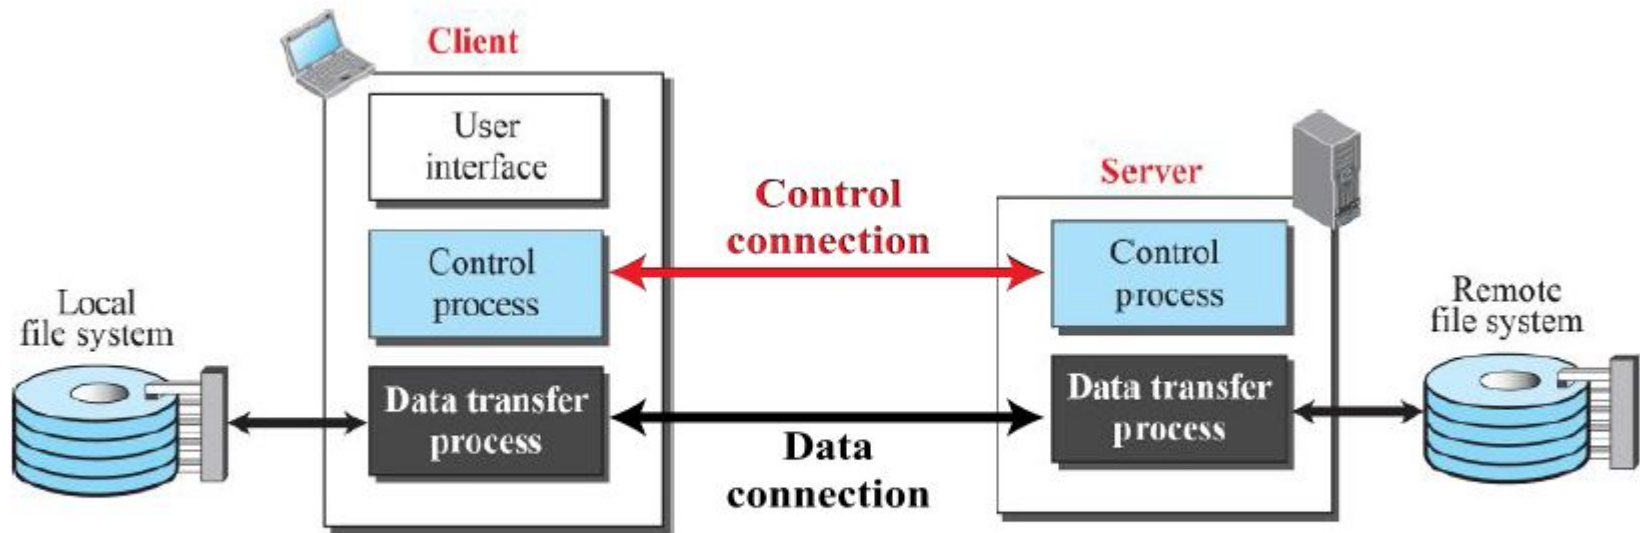 Client
User
interface
Server
Control
connection
Control
process
Control
process
Local
file system
Remote
file system
Data transfer
process
Data transfer
process
Data
connection